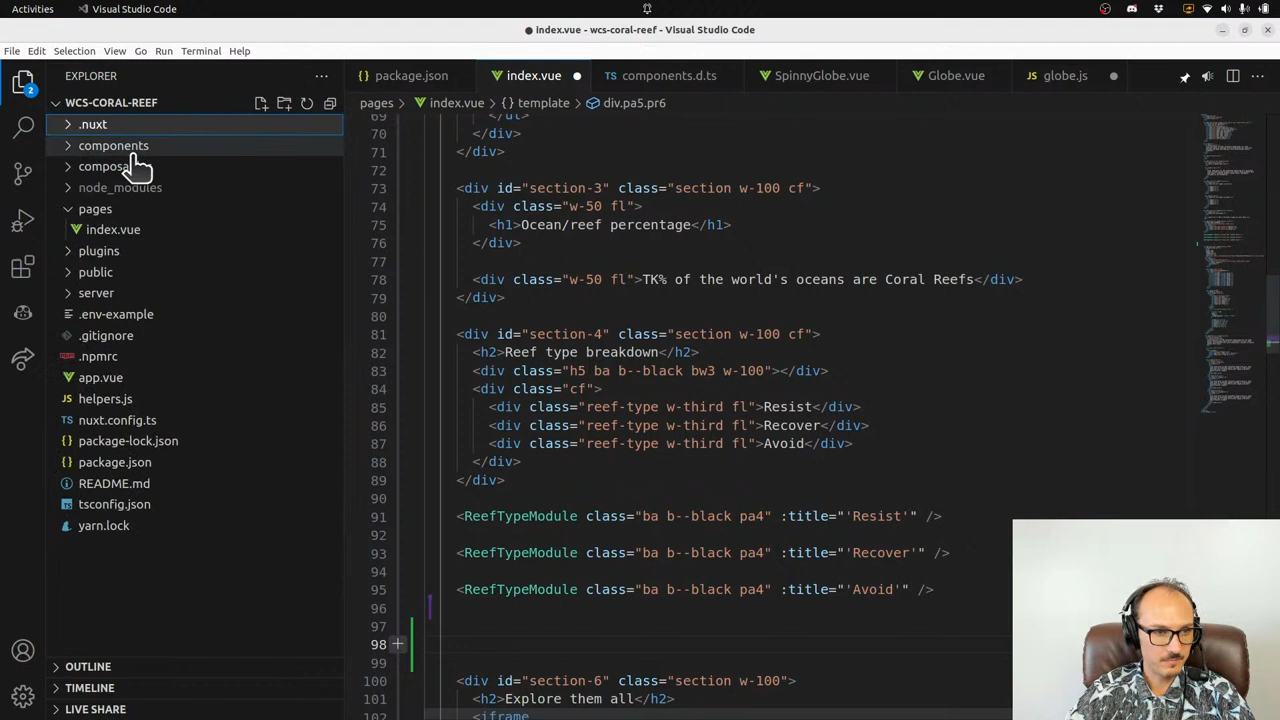 Activities
Visual Studio Code
index.vue - wcs-coral-reef - Visual Studio Code
File Edit Selection View Go Run Terminal Help
EXPLORER
package.json
index.vue
components.d.ts
SpinnyGlobe.vue
Globe.vue
globe.js
pages > index.vue > template > div.pa5.pr6
WCS-CORAL-REEF
.nuxt
components
node_modules
pages
index.vue
plugins
public
server
.env-example
.gitignore
.npmrc
app.vue
helpers.js
nuxt.config.ts
package-lock.json
package.json
README.md
tsconfig.json
yarn.lock
OUTLINE
TIMELINE
LIVE SHARE
2
69 </ul>
70 </div>
71 </div>
72
73 <div id="section-3" class="section w-100 cf">
74 <div class="w-50 fl">
75 <h1>ocean/reef percentage</h1>
76 </div>
77
78 <div class="w-50 fl">TK% of the world's oceans are Coral Reefs</div>
79 </div>
80
81 <div id="section-4" class="section w-100 cf">
82 <h2>Reef type breakdown</h2>
83 <div class="h5 ba b--black bw3 w-100"></div>
84 <div class="cf">
85 <div class="reef-type w-third fl">Resist</div>
86 <div class="reef-type w-third fl">Recover</div>
87 <div class="reef-type w-third fl">Avoid</div>
88 </div>
89 </div>
90
91 <ReefTypeModule class="ba b--black pa4" :title="'Resist'" />
92
93 <ReefTypeModule class="ba b--black pa4" :title="'Recover'" />
94
95 <ReefTypeModule class="ba b--black pa4" :title="'Avoid'" />
96
97
98
99
100 <div id="section-6" class="section w-100">
101 <h2>Explore them all</h2>
102 <iframe